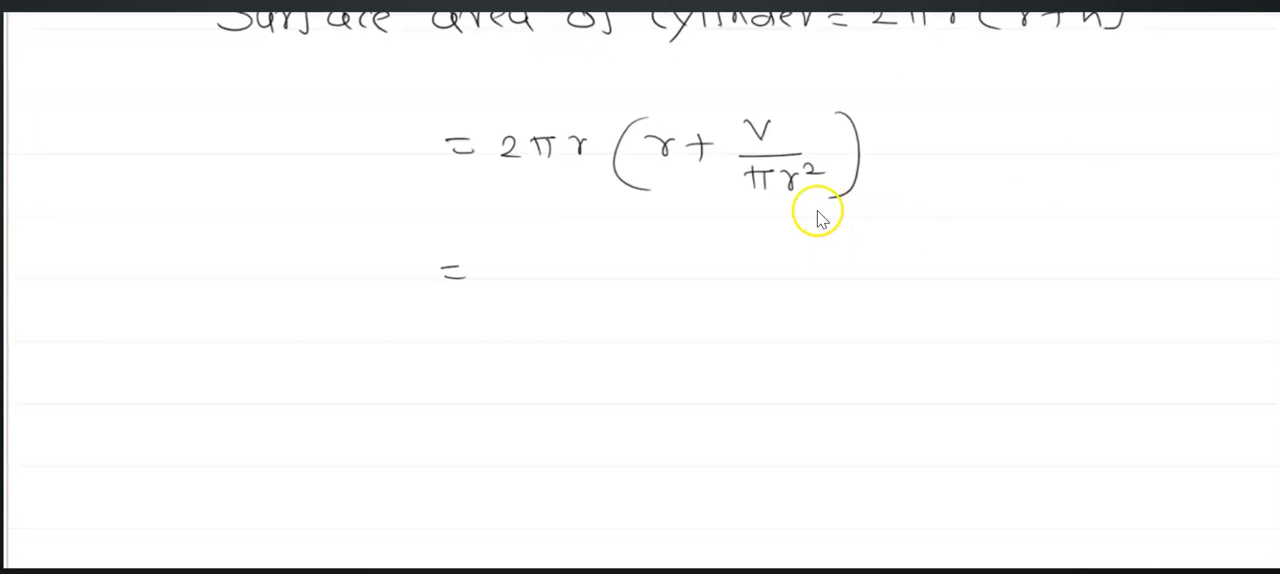 Surface area of cylinder = 2πr(r+h)
= 2πr(r + V/πr²)
=